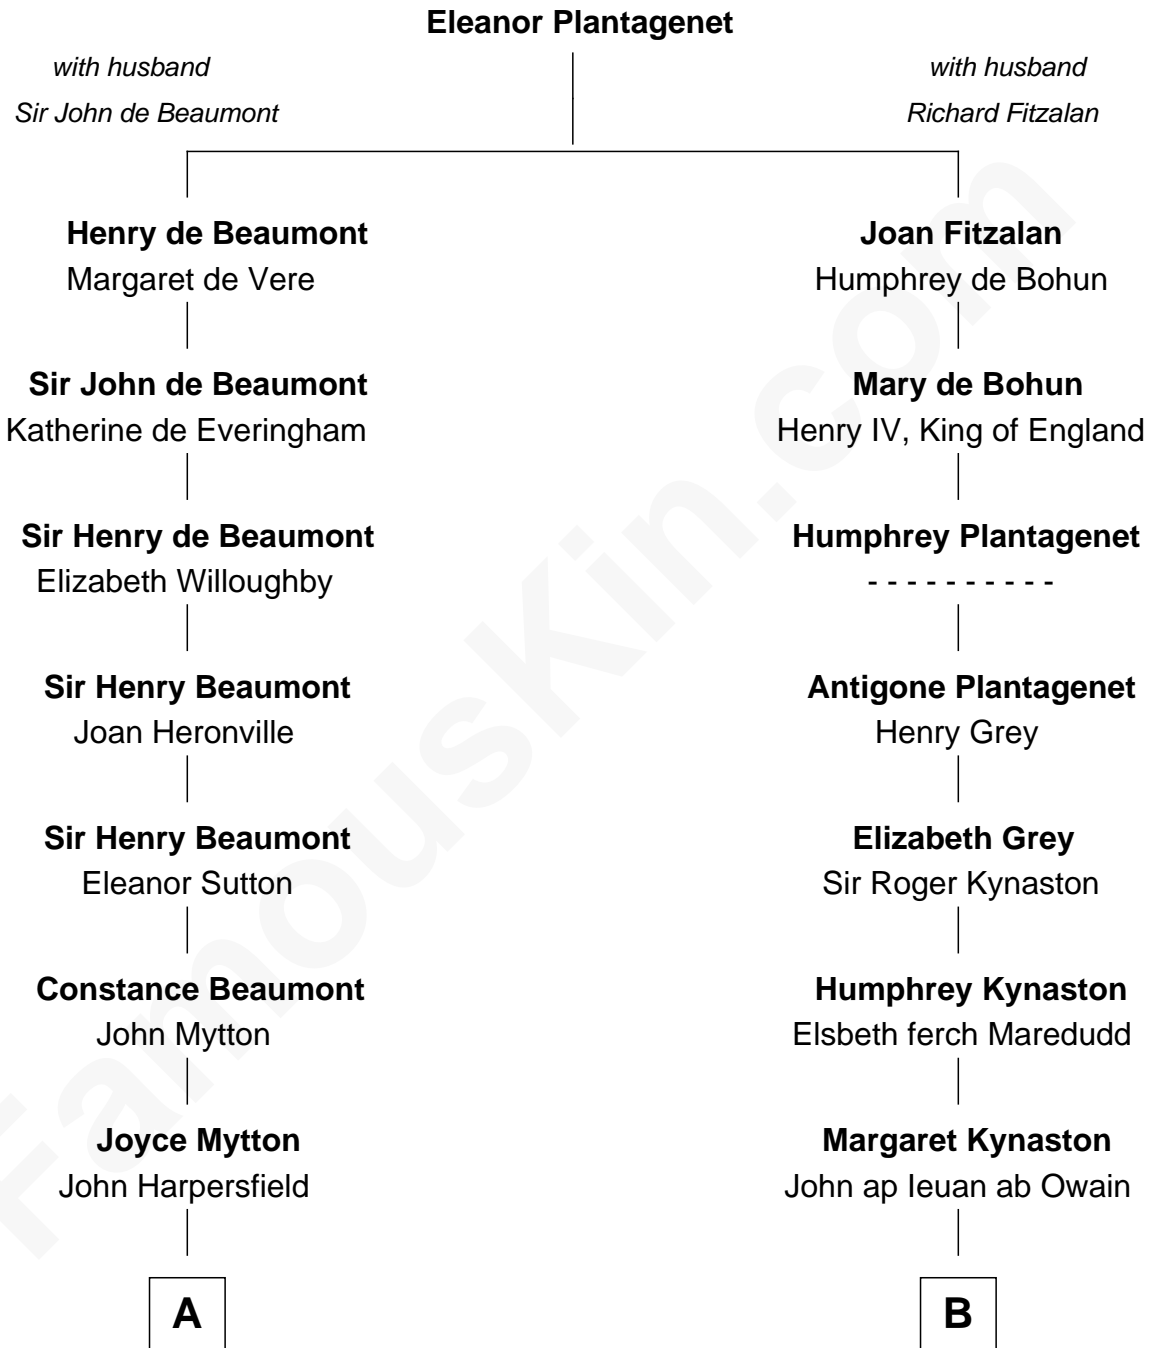 Eleanor Plantagenet
with husband
Sir John de Beaumont
with husband
Richard Fitzalan
Henry de Beaumont
Margaret de Vere
Sir John de Beaumont
Katherine de Everingham
Sir Henry de Beaumont
Elizabeth Willoughby
Sir Henry Beaumont
Joan Heronville
Sir Henry Beaumont
Eleanor Sutton
Constance Beaumont
John Mytton
Joyce Mytton
John Harpersfield
A
Joan Fitzalan
Humphrey de Bohun
Mary de Bohun
Henry IV, King of England
Humphrey Plantagenet
- - - - - - - - - -
Antigone Plantagenet
Henry Grey
Elizabeth Grey
Sir Roger Kynaston
Humphrey Kynaston
Elsbeth ferch Maredudd
Margaret Kynaston
John ap Ieuan ab Owain
B
FamousKin.com